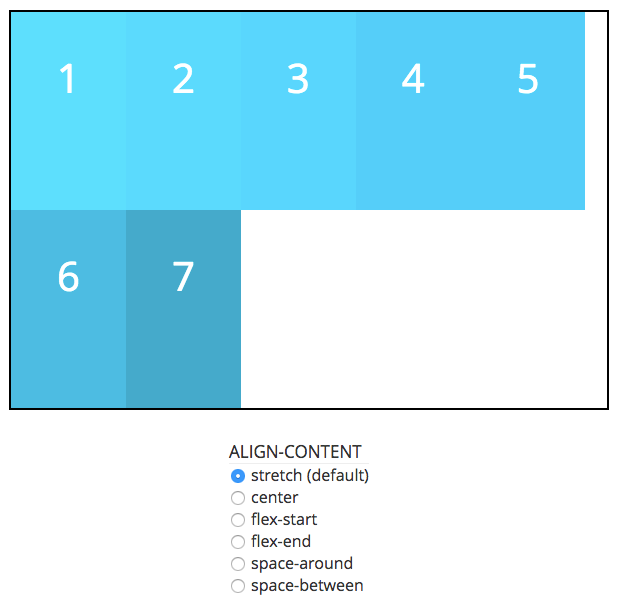 1 2 3 4 5
6 7
ALIGN-CONTENT
stretch (default)
center
flex-start
flex-end
space-around
space-between